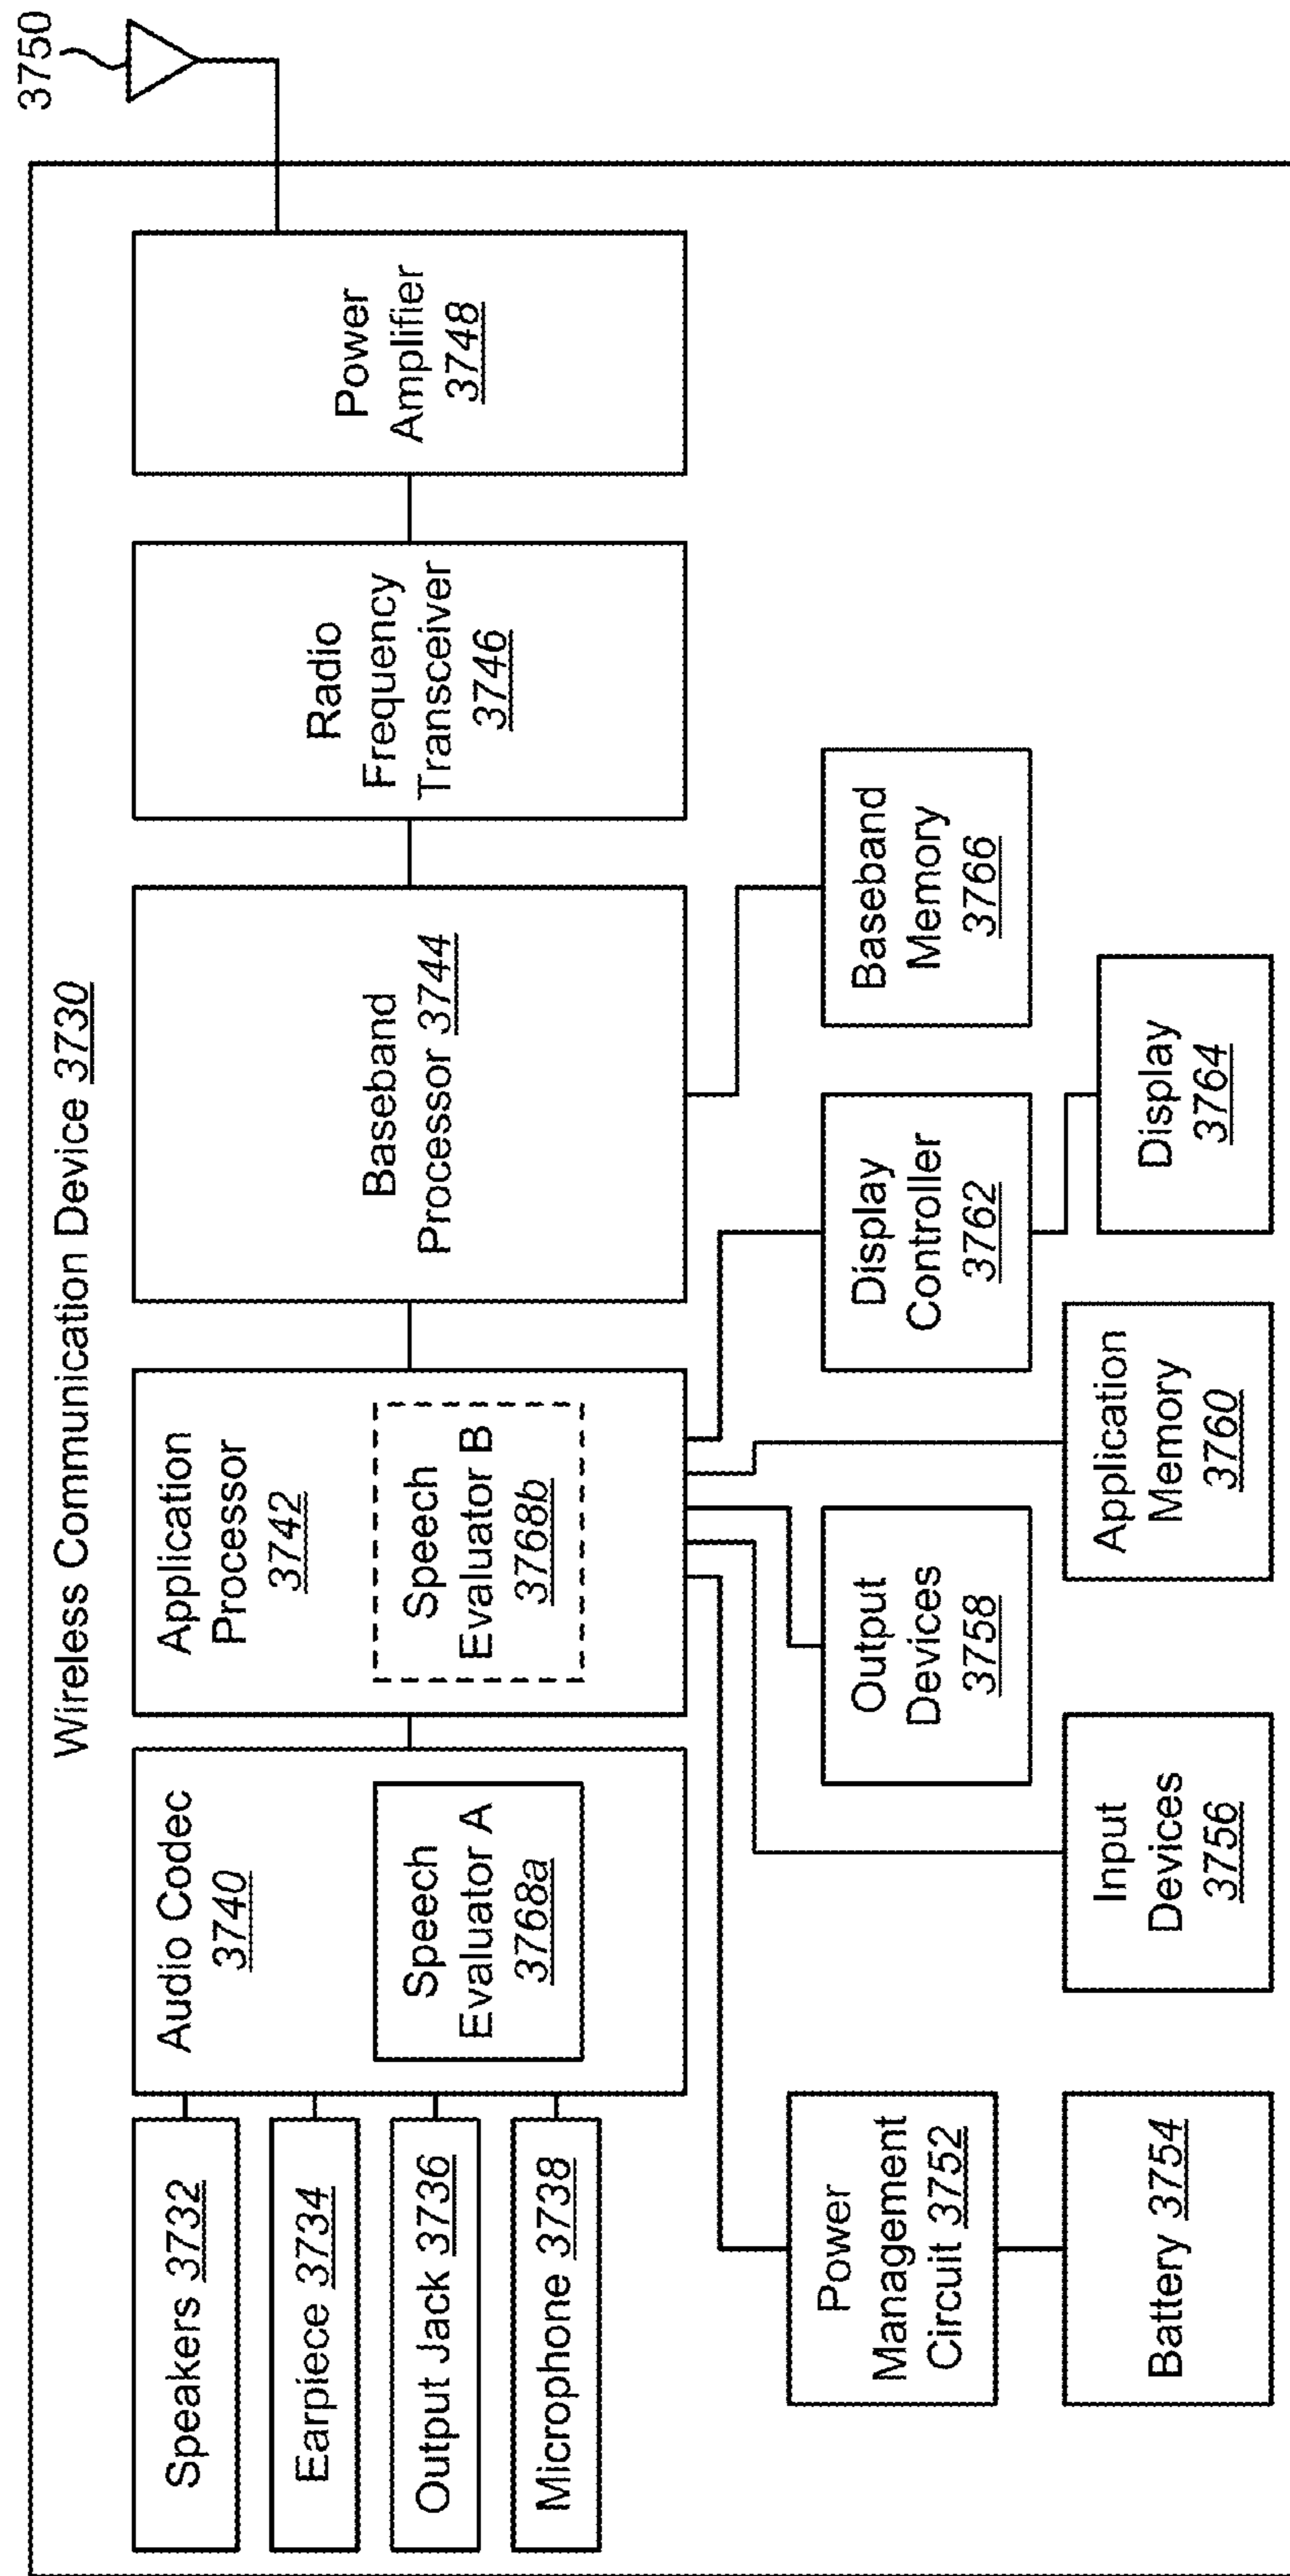 Wireless Communication Device 3730
3750
Speakers 3732
Earpiece 3734
Output Jack 3736
Microphone 3738
Audio Codec
3740
Speech
Evaluator A
3768a
Application
Processor
3742
Speech
Evaluator B
3768b
Baseband
Processor 3744
Radio
Frequency
Transceiver
3746
Power
Amplifier
3748
Power
Management
Circuit 3752
Battery 3754
Input
Devices
3756
Output
Devices
3758
Application
Memory
3760
Display
Controller
3762
Display
3764
Baseband
Memory
3766